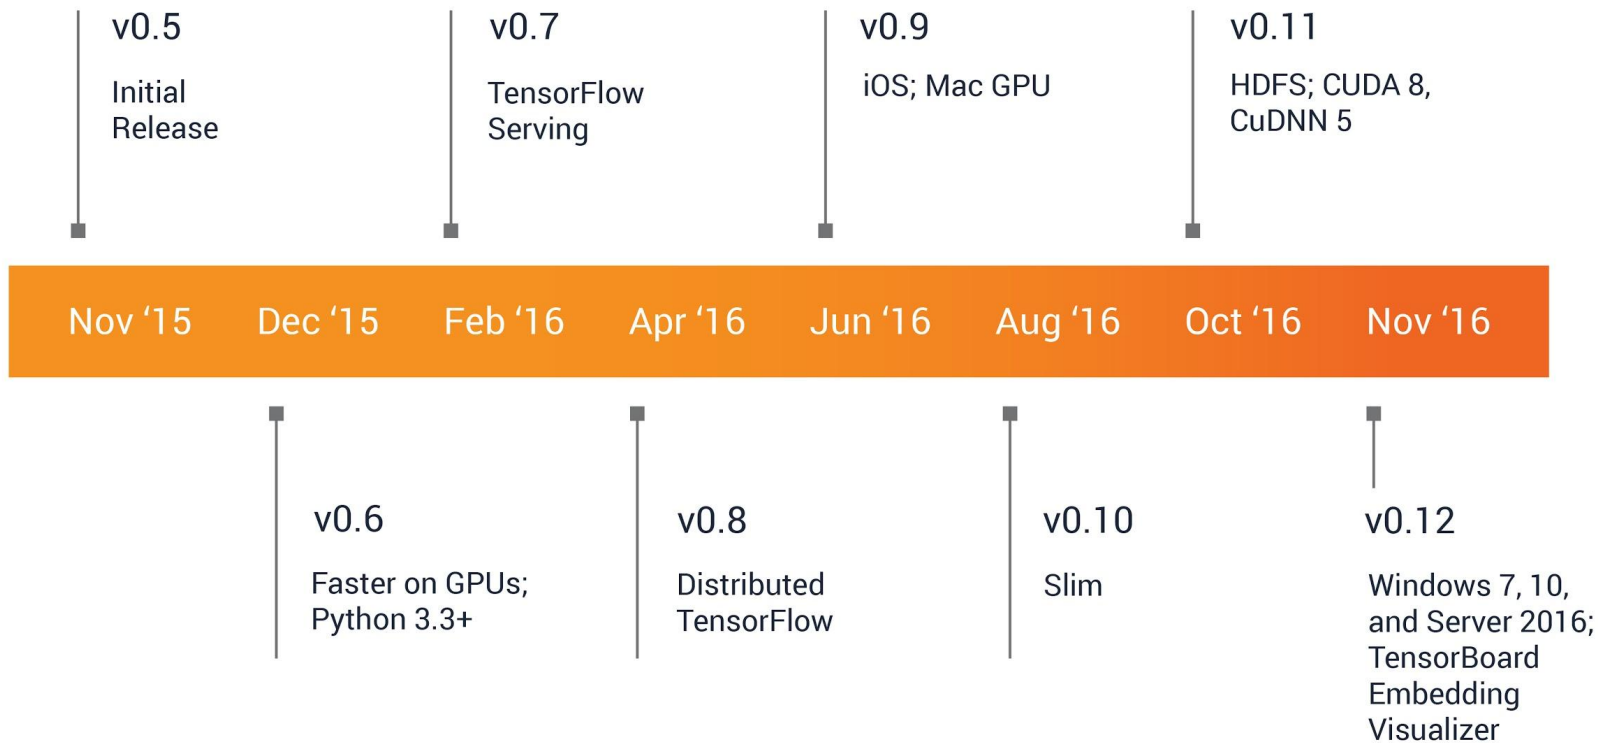 v0.5
Initial
Release
v0.7
TensorFlow
Serving
v0.9
iOS; Mac GPU
v0.11
HDFS; CUDA 8,
CuDNN 5
Nov ‘15
Dec ‘15
Feb ‘16
Apr ‘16
Jun ‘16
Aug ‘16
Oct ‘16
Nov ‘16
v0.6
Faster on GPUs;
Python 3.3+
v0.8
Distributed
TensorFlow
v0.10
Slim
v0.12
Windows 7, 10,
and Server 2016;
TensorBoard
Embedding
Visualizer